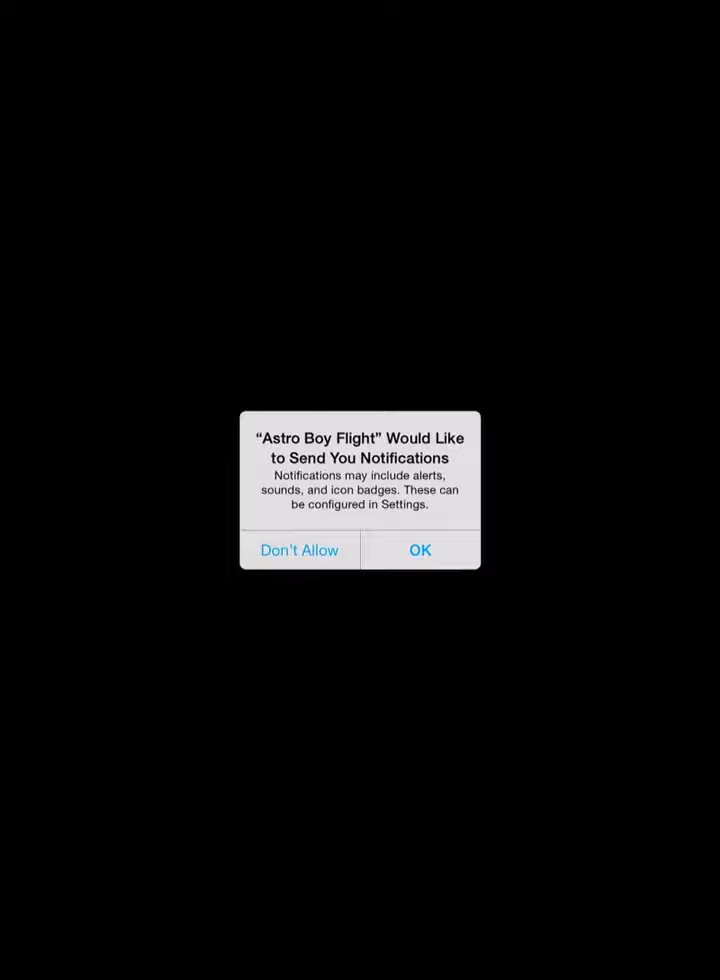 “Astro Boy Flight” Would Like
to Send You Notifications
Notifications may include alerts,
sounds, and icon badges. These can
be configured in Settings.
Don't Allow
OK